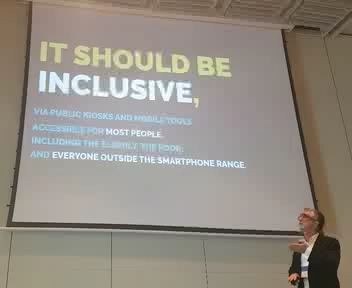 IT SHOULD BE
INCLUSIVE,
VIA PUBLIC KIOSKS AND MOBILE TOOLS
ACCESSIBLE FOR MOST PEOPLE,
INCLUDING THE ELDERLY, THE POOR,
AND EVERYONE OUTSIDE THE SMARTPHONE RANGE.